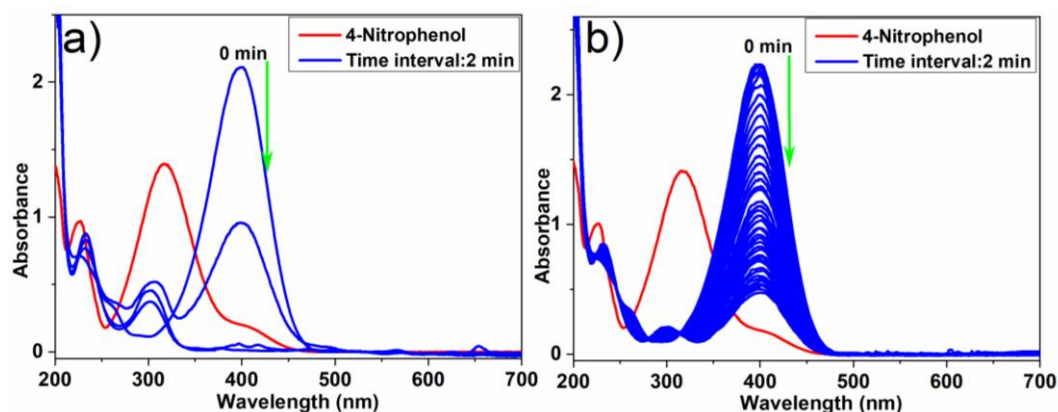 a)
0 min
4-Nitrophenol
Time interval:2 min
2
1
0
Absorbance
200 300 400 500 600 700
Wavelength (nm)
b)
0 min
4-Nitrophenol
Time interval:2 min
2
1
0
Absorbance
200 300 400 500 600 700
Wavelength (nm)